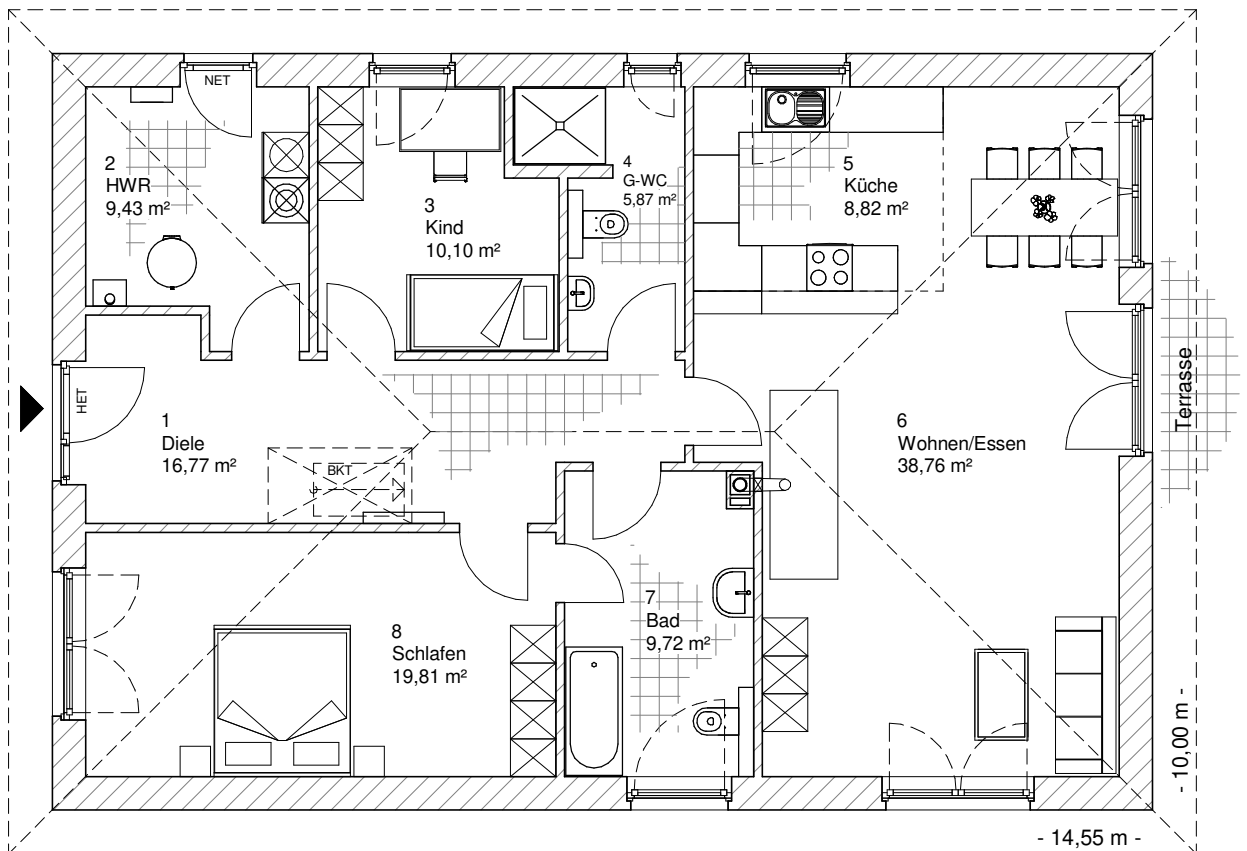 NET
2
HWR
9,43 m²
3
Kind
10,10 m²
4
G-WC
5,87 m²
5
Küche
8,82 m²
HET
1
Diele
16,77 m²
BKT
6
Wohnen/Essen
38,76 m²
Terrasse
7
Bad
9,72 m²
8
Schlafen
19,81 m²
- 10,00 m -
- 14,55 m -